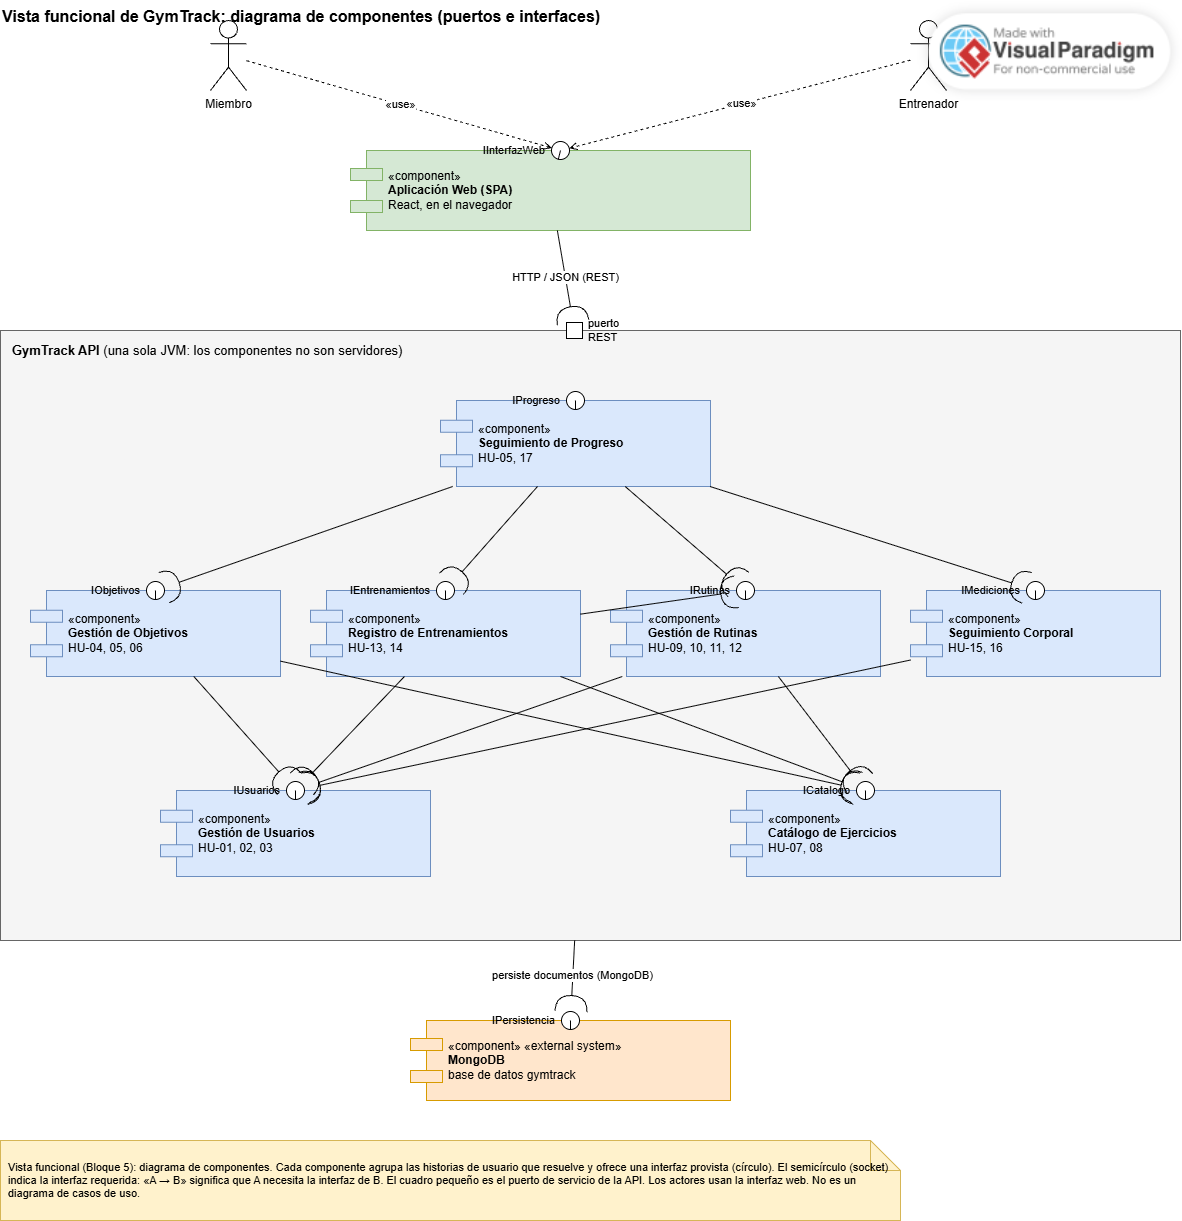 Vista funcional de GymTrack: diagrama de componentes (puertos e interfaces)
Made with
Visual Paradigm
For non-commercial use
Miembro
Entrenador
«use»
«use»
IInterfazWeb
«component»
Aplicación Web (SPA)
React, en el navegador
HTTP / JSON (REST)
puerto
REST
GymTrack API (una sola JVM: los componentes no son servidores)
IProgreso
«component»
Seguimiento de Progreso
HU-05, 17
IObjetivos
«component»
Gestión de Objetivos
HU-04, 05, 06
IEntrenamientos
«component»
Registro de Entrenamientos
HU-13, 14
IRutinas
«component»
Gestión de Rutinas
HU-09, 10, 11, 12
IMediciones
«component»
Seguimiento Corporal
HU-15, 16
IUsuarios
«component»
Gestión de Usuarios
HU-01, 02, 03
ICatalogo
«component»
Catálogo de Ejercicios
HU-07, 08
persiste documentos (MongoDB)
IPersistencia
«component» «external system»
MongoDB
base de datos gymtrack
Vista funcional (Bloque 5): diagrama de componentes. Cada componente agrupa las historias de usuario que resuelve y ofrece una interfaz provista (círculo). El semicírculo (socket)
indica la interfaz requerida: «A → B» significa que A necesita la interfaz de B. El cuadro pequeño es el puerto de servicio de la API. Los actores usan la interfaz web. No es un
diagrama de casos de uso.